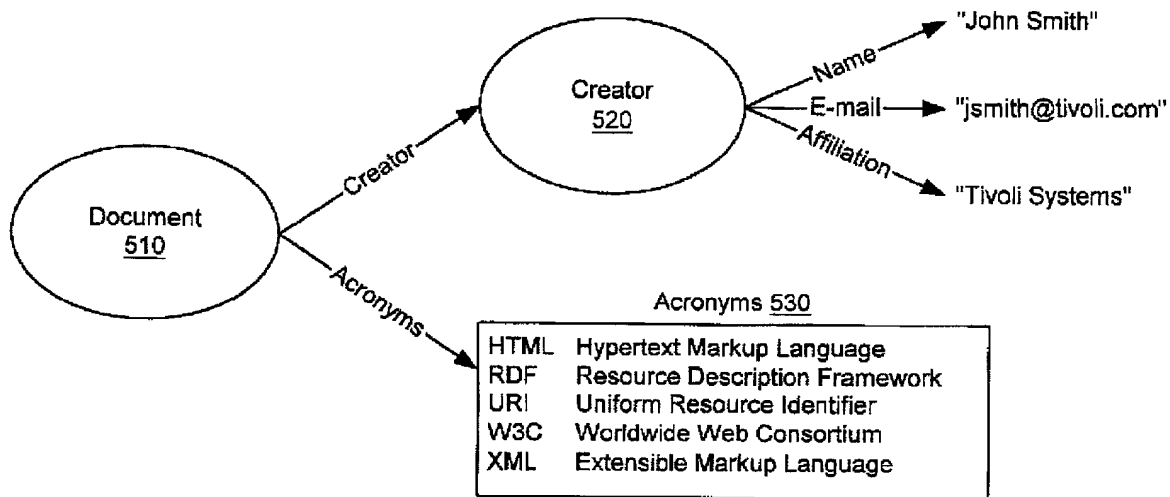 "John Smith"
Name
Creator
520
E-mail
"jsmith@tivoli.com"
Affiliation
"Tivoli Systems"
Creator
Document
510
Acronyms
Acronyms 530
HTML Hypertext Markup Language
RDF Resource Description Framework
URI Uniform Resource Identifier
W3C Worldwide Web Consortium
XML Extensible Markup Language